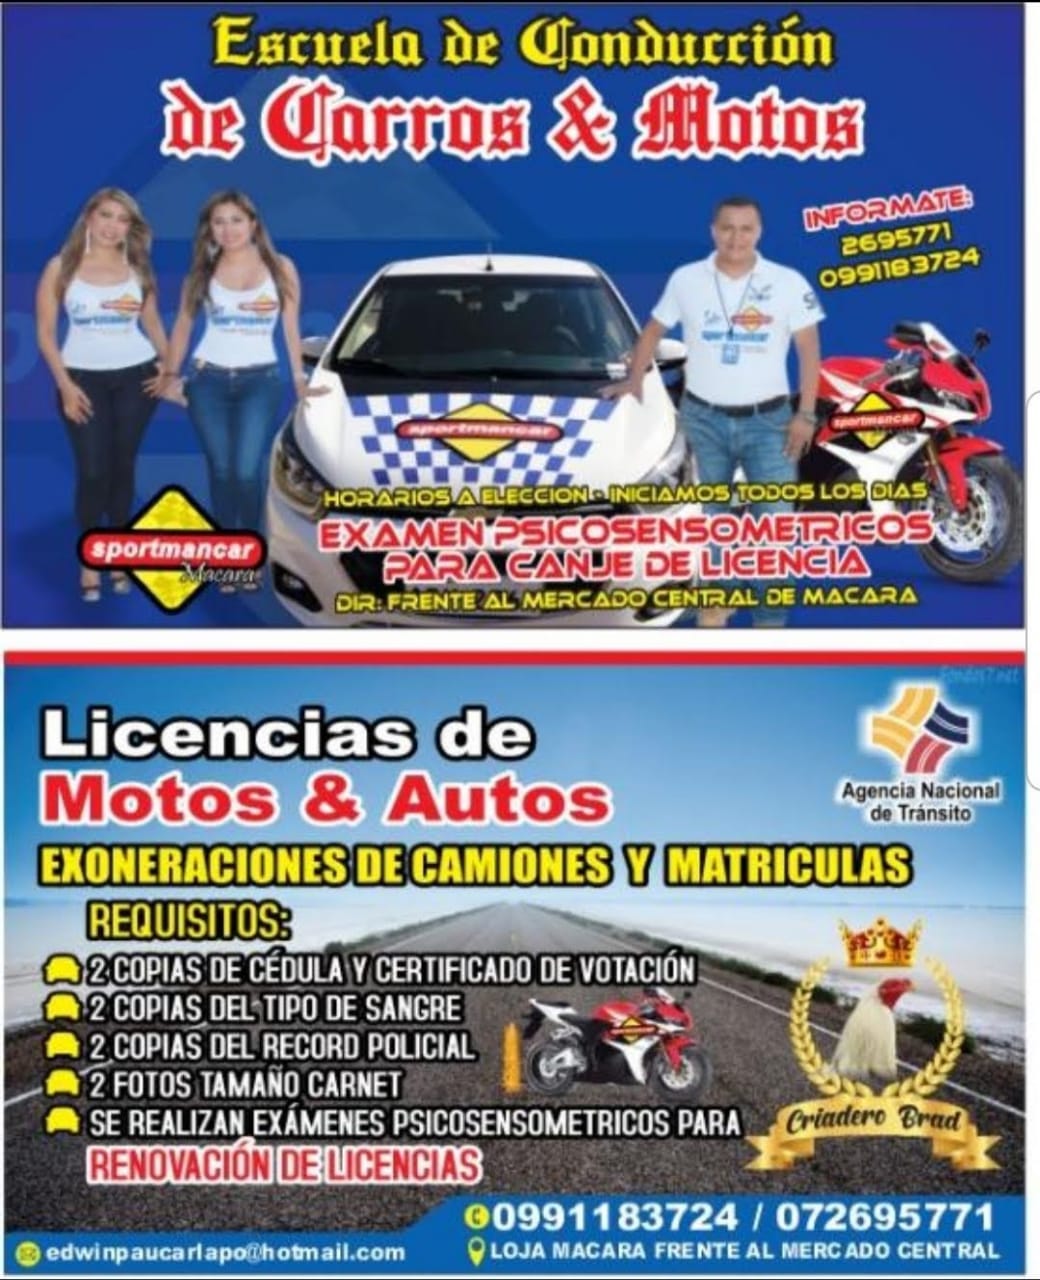 Escuela de Conducción
de Carros & Motos
INFORMATE:
2695771
0991183724
sportmancar
sportmancar
sportmancar
sportmancar
HORARIOS A ELECCION - INICIAMOS TODOS LOS DIAS
EXAMEN PSICOSENSOMETRICOS
PARA CANJE DE LICENCIA
DIR: FRENTE AL MERCADO CENTRAL DE MACARA
sportmancar
Macara
Fondos7.net
Licencias de
Motos & Autos
Agencia Nacional
de Tránsito
EXONERACIONES DE CAMIONES Y MATRICULAS
REQUISITOS:
2 COPIAS DE CÉDULA Y CERTIFICADO DE VOTACIÓN
2 COPIAS DEL TIPO DE SANGRE
2 COPIAS DEL RECORD POLICIAL
2 FOTOS TAMAÑO CARNET
SE REALIZAN EXÁMENES PSICOSENSOMETRICOS PARA
RENOVACIÓN DE LICENCIAS
Criadero Brad
0991183724 / 072695771
edwinpaucarlapo@hotmail.com
LOJA MACARA FRENTE AL MERCADO CENTRAL